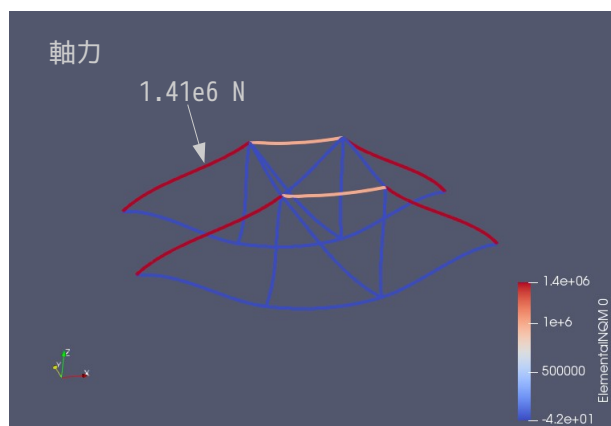 軸力
1.41e6 N
1.4e+06
1e+6
500000
-4.2e+01
ElementalNQM 0
Z
Y
X